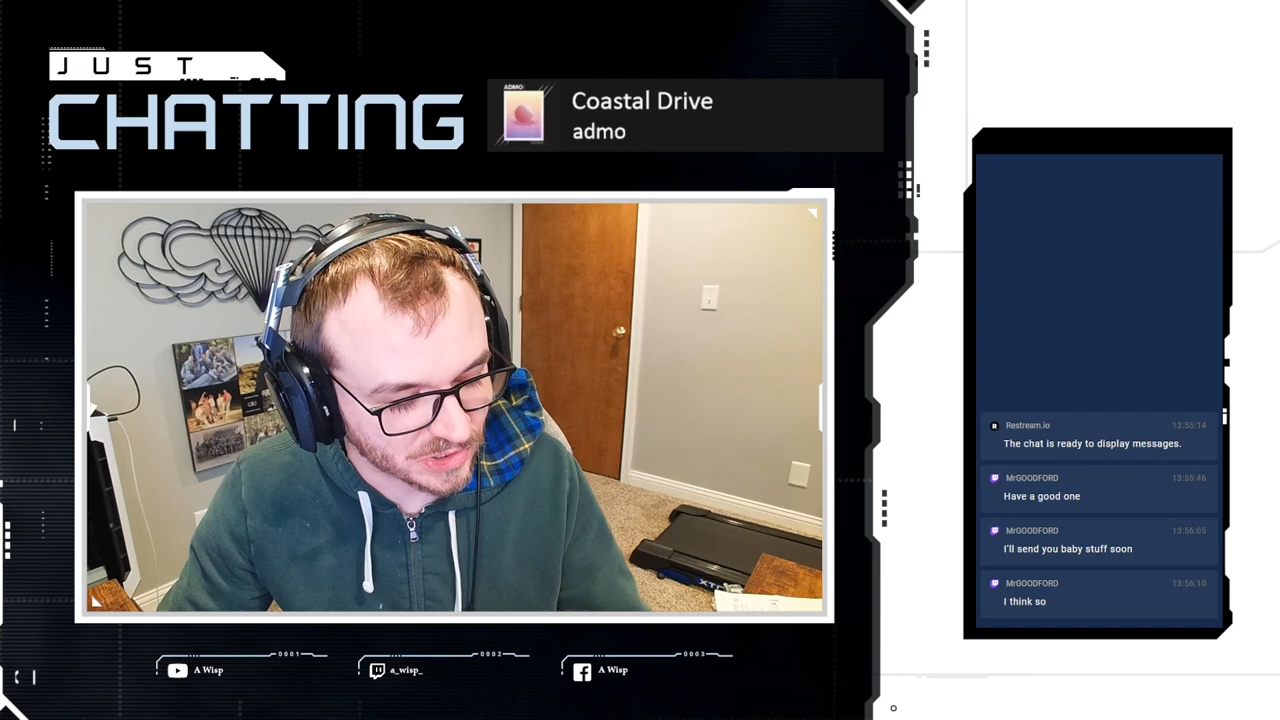 JUST
CHATTING
ADMO
Coastal Drive
admo
XTE
Restream.io 13:55:14
The chat is ready to display messages.
MrGOODFORD 13:55:46
Have a good one
MrGOODFORD 13:56:05
I'll send you baby stuff soon
MrGOODFORD 13:56:10
I think so
0001
A Wisp
0002
a_wisp_
0003
A Wisp